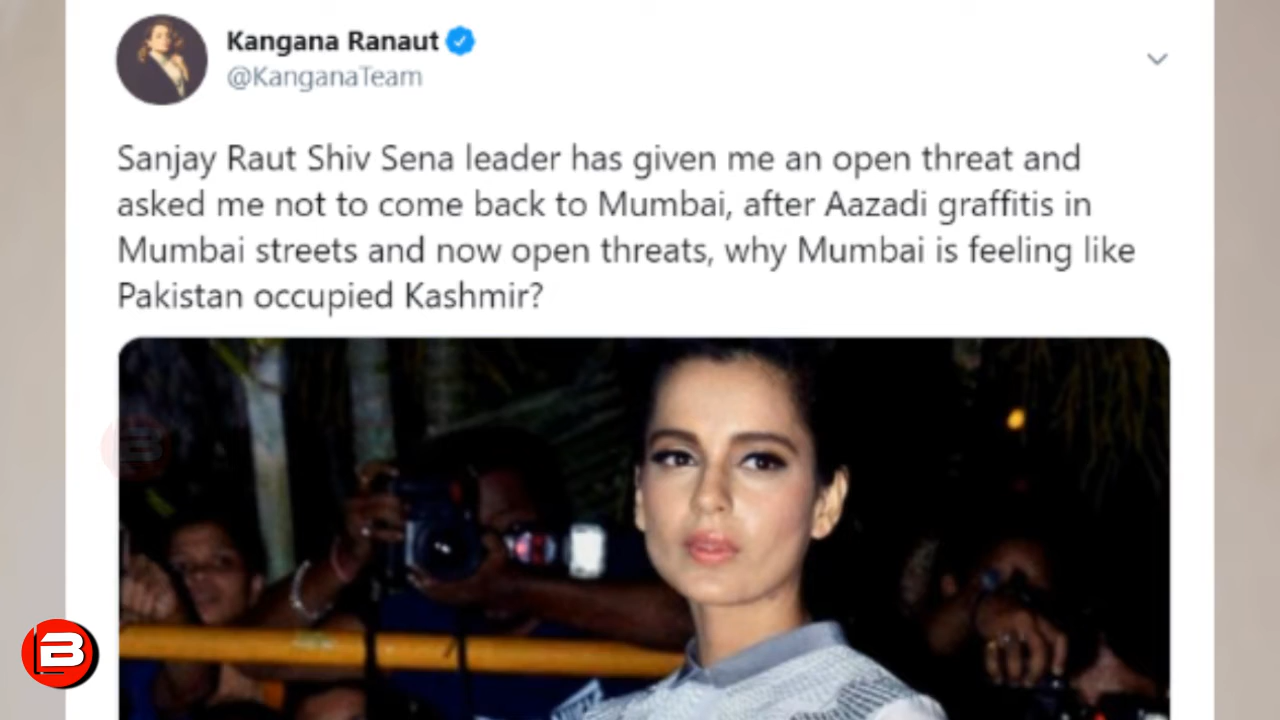 Kangana Ranaut
@KanganaTeam
Sanjay Raut Shiv Sena leader has given me an open threat and
asked me not to come back to Mumbai, after Aazadi graffitis in
Mumbai streets and now open threats, why Mumbai is feeling like
Pakistan occupied Kashmir?
B